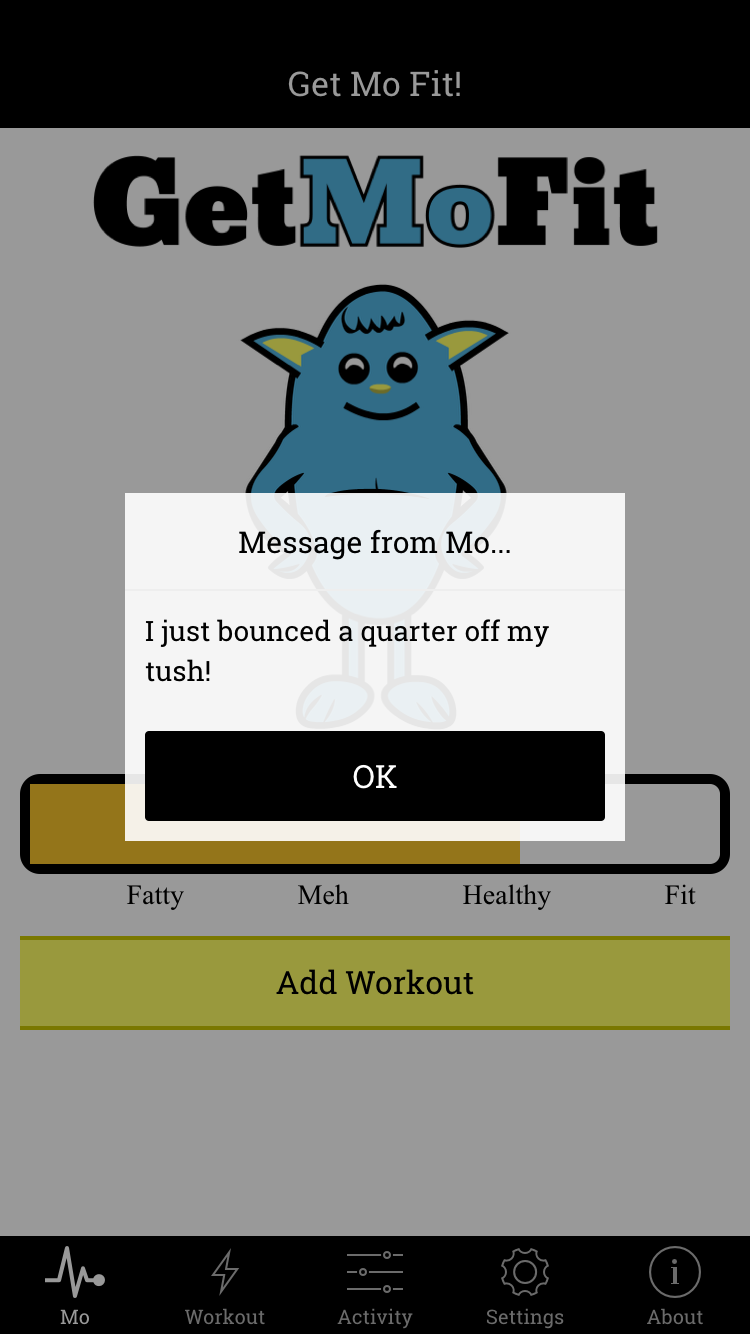 Get Mo Fit!
GetMoFit
Message from Mo...
I just bounced a quarter off my
tush!
OK
Fatty Meh Healthy Fit
Add Workout
Mo Workout Activity Settings About